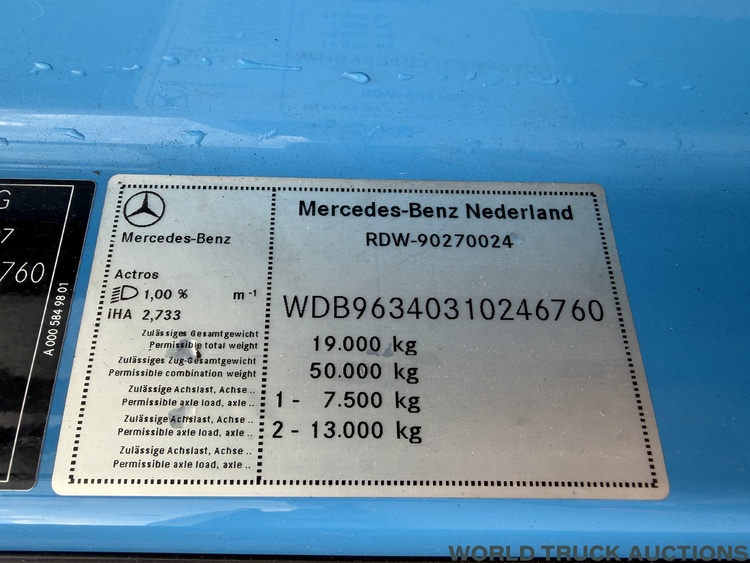 G
7
760
A 000 584 98 01
Mercedes-Benz
Mercedes-Benz Nederland
RDW-90270024
Actros
1,00 % m⁻¹
iHA 2,733
WDB96340310246760
Zulässiges Gesamtgewicht
Permissible total weight 19.000 kg
Zulässiges Zug-Gesamtgewicht
Permissible combination weight 50.000 kg
Zulässige Achslast, Achse ..
Permissible axle load, axle .. 1 - 7.500 kg
Zulässige Achslast, Achse ..
Permissible axle load, axle .. 2 - 13.000 kg
Zulässige Achslast, Achse ..
Permissible axle load, axle ..
WORLD TRUCK AUCTIONS